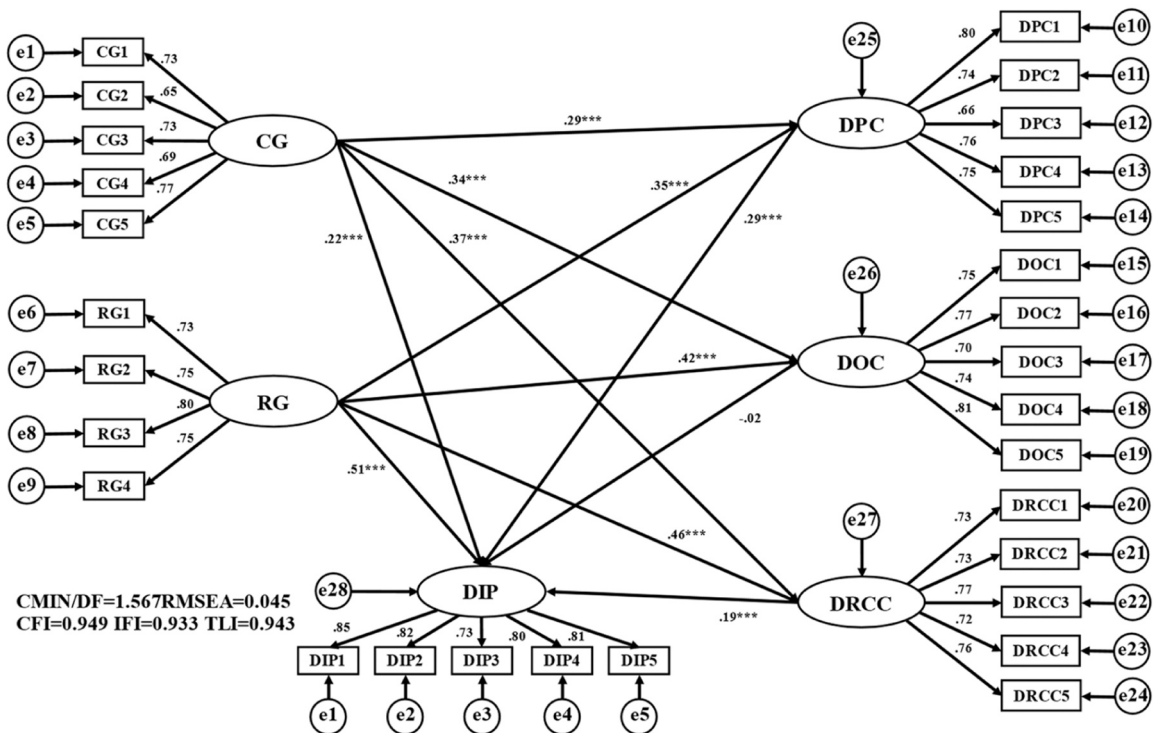 e1 CG1 .73
e2 CG2 .65
e3 CG3 .73
e4 CG4 .69
e5 CG5 .77
CG
e6 RG1 .73
e7 RG2 .75
e8 RG3 .80
e9 RG4 .75
RG
.29***
.34***
.35***
.29***
.22***
.37***
.42***
-.02
.51***
.46***
.19***
e25
DPC
.80 DPC1 e10
.74 DPC2 e11
.66 DPC3 e12
.76 DPC4 e13
.75 DPC5 e14
e26
DOC
.75 DOC1 e15
.77 DOC2 e16
.70 DOC3 e17
.74 DOC4 e18
.81 DOC5 e19
e27
DRCC
.73 DRCC1 e20
.73 DRCC2 e21
.77 DRCC3 e22
.72 DRCC4 e23
.76 DRCC5 e24
e28 DIP
CMIN/DF=1.567RMSEA=0.045
CFI=0.949 IFI=0.933 TLI=0.943
.85 .82 .73 .80 .81
DIP1 DIP2 DIP3 DIP4 DIP5
e1 e2 e3 e4 e5